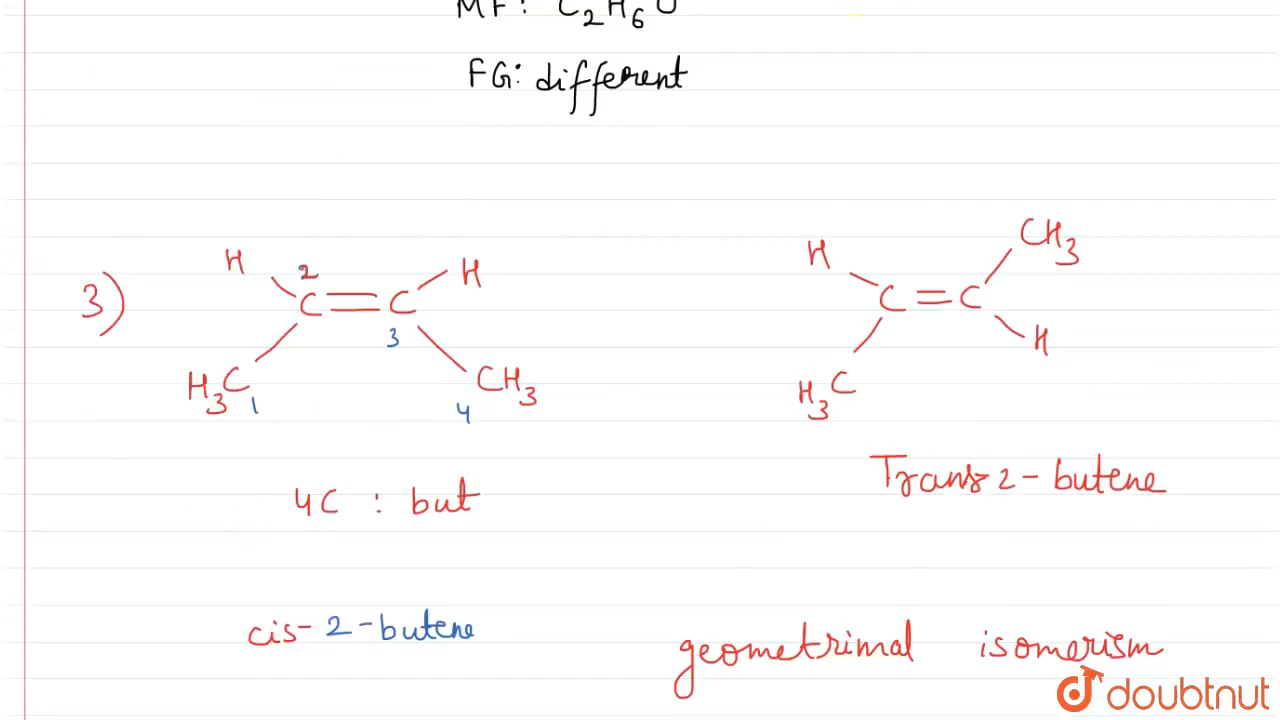 MF: C2H6O
FG: different
3)
H 2 C = C H
3
H3C 1
CH3 4
H C = C CH3
H
H3C
Trans 2-butene
4C : but
cis-2-butene
geometrimal isomerism
doubtnut